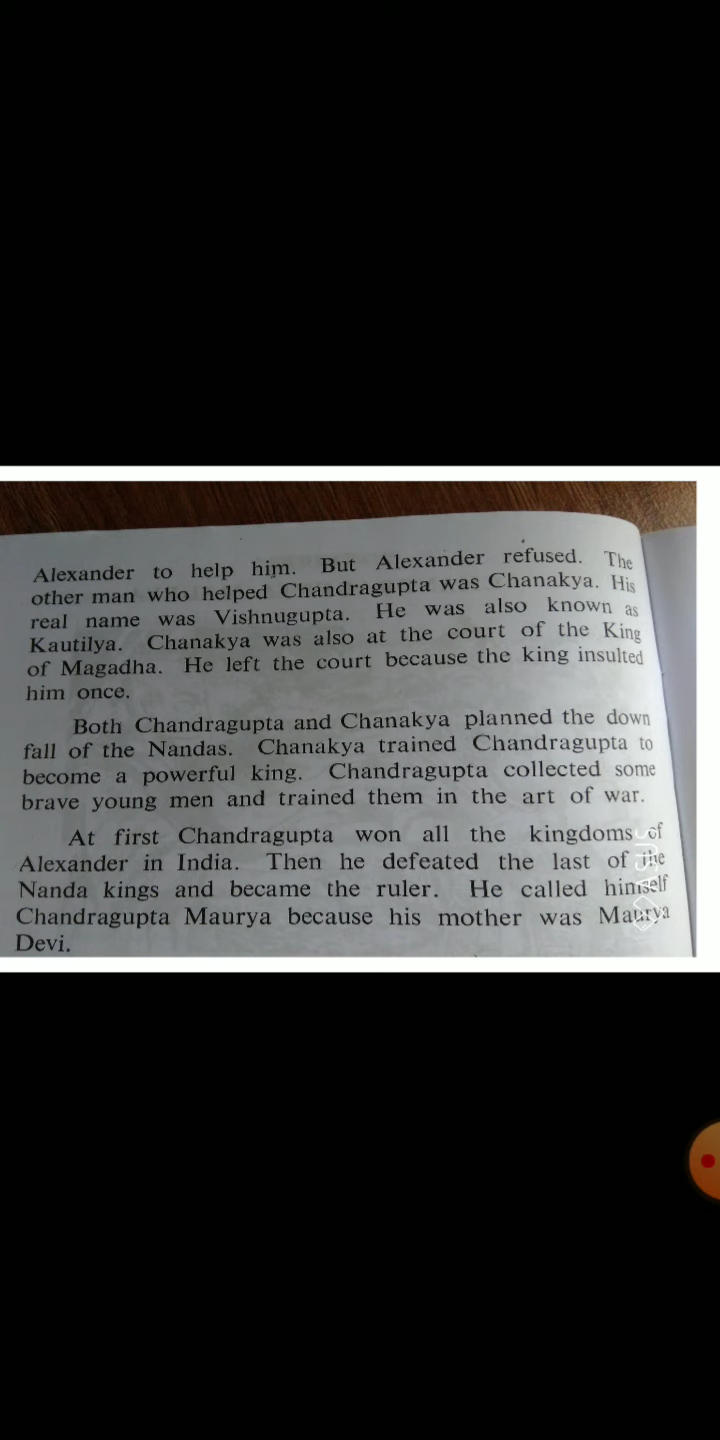 Alexander to help him. But Alexander refused. The
other man who helped Chandragupta was Chanakya. His
real name was Vishnugupta. He was also known as
Kautilya. Chanakya was also at the court of the King
of Magadha. He left the court because the king insulted
him once.
Both Chandragupta and Chanakya planned the down
fall of the Nandas. Chanakya trained Chandragupta to
become a powerful king. Chandragupta collected some
brave young men and trained them in the art of war.
At first Chandragupta won all the kingdoms of
Alexander in India. Then he defeated the last of the
Nanda kings and became the ruler. He called himself
Chandragupta Maurya because his mother was Maurya
Devi.